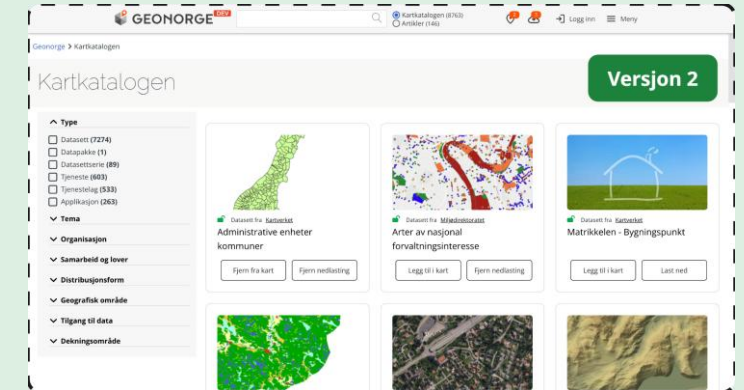 GEONORGE DEV
Kartkatalogen (8763)
Artikler (146)
Logg inn
Meny
Geonorge > Kartkatalogen
Kartkatalogen
Versjon 2
Type
Datasett (7274)
Datapakke (1)
Datasettserie (89)
Tjeneste (603)
Tjenestelag (533)
Applikasjon (263)
Tema
Organisasjon
Samarbeid og lover
Distribusjonsform
Geografisk område
Tilgang til data
Dekningsområde
Datasett fra Kartverket
Administrative enheter
kommuner
Fjern fra kart
Fjern nedlasting
Datasett fra Miljødirektoratet
Arter av nasjonal
forvaltningsinteresse
Legg til i kart
Fjern nedlasting
Datasett fra Kartverket
Matrikkelen - Bygningspunkt
Legg til i kart
Last ned